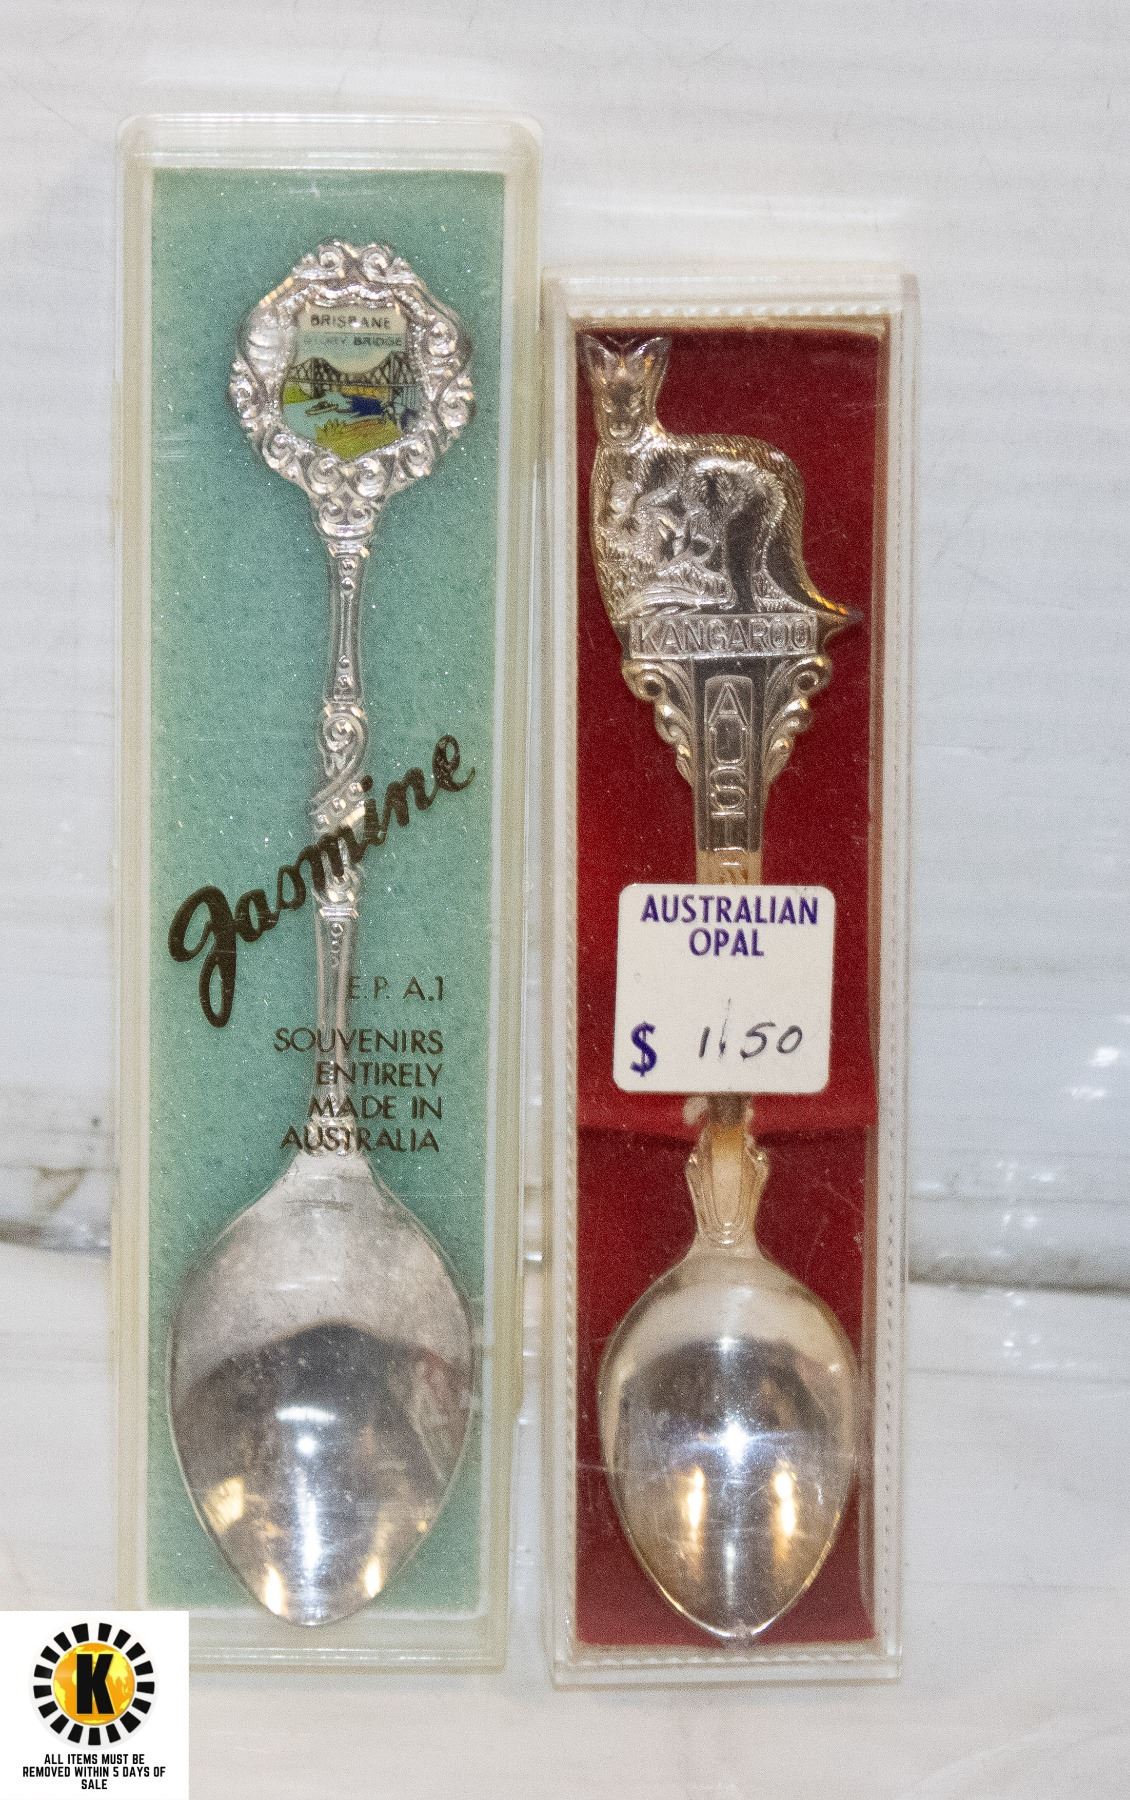 BRISBANE
STORY BRIDGE
Jasmine
E.P. A.1
SOUVENIRS
ENTIRELY
MADE IN
AUSTRALIA
KANGAROO
AUST
AUSTRALIAN
OPAL
$ 1.50
K
ALL ITEMS MUST BE
REMOVED WITHIN 5 DAYS OF
SALE